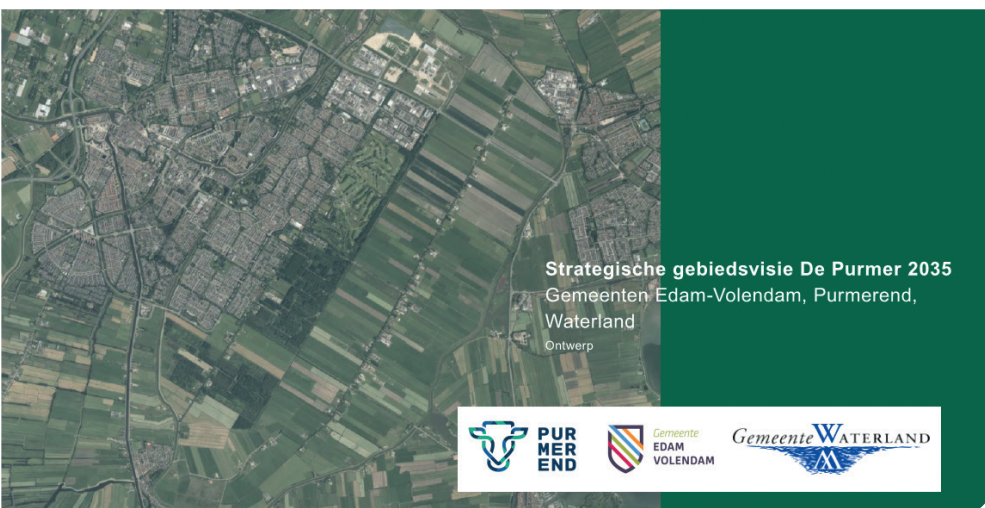 Strategische gebiedsvisie De Purmer 2035
Gemeenten Edam-Volendam, Purmerend,
Waterland
Ontwerp
PUR
MER
END
Gemeente
EDAM
VOLENDAM
Gemeente WATERLAND